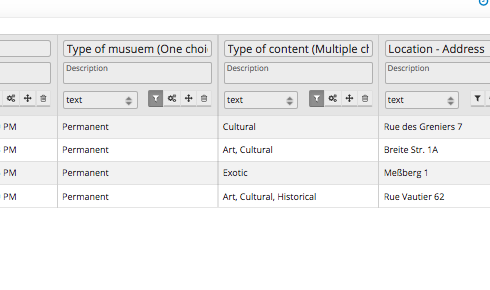 Type of musuem (One choi
Type of content (Multiple ch
Location - Address
Description
Description
Description
text
text
text
PM
Permanent
Cultural
Rue des Greniers 7
PM
Permanent
Art, Cultural
Breite Str. 1A
PM
Permanent
Exotic
Meßberg 1
PM
Permanent
Art, Cultural, Historical
Rue Vautier 62